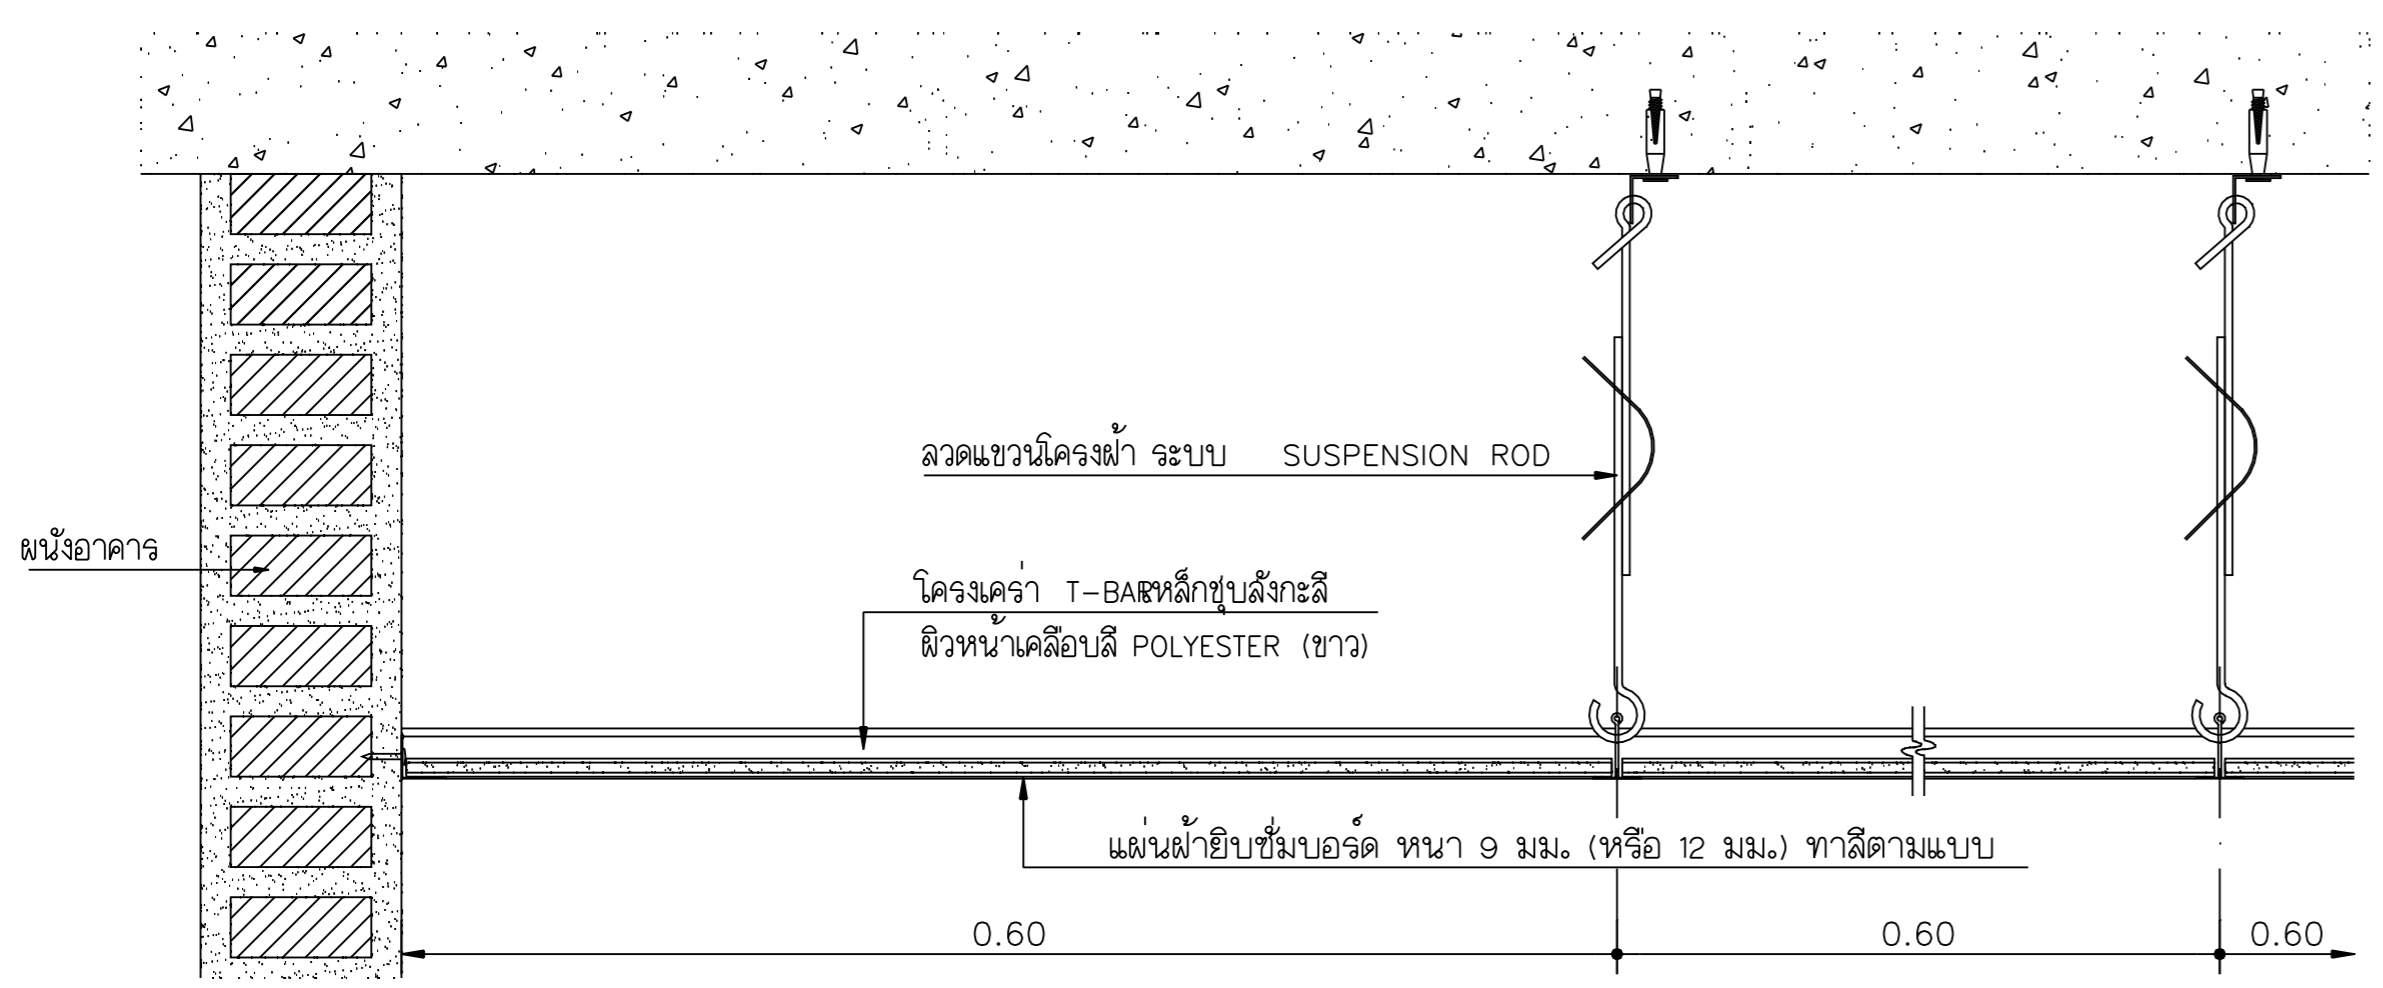 ลวดแขวนโครงฝ้า ระบบ SUSPENSION ROD
ผนังอาคาร
โครงเคร่า T-BARเหล็กชุบสังกะสี
ผิวหน้าเคลือบสี POLYESTER (ขาว)
แผ่นฝ้ายิบซั่มบอร์ด หนา 9 มม. (หรือ 12 มม.) ทาสีตามแบบ
0.60 0.60 0.60